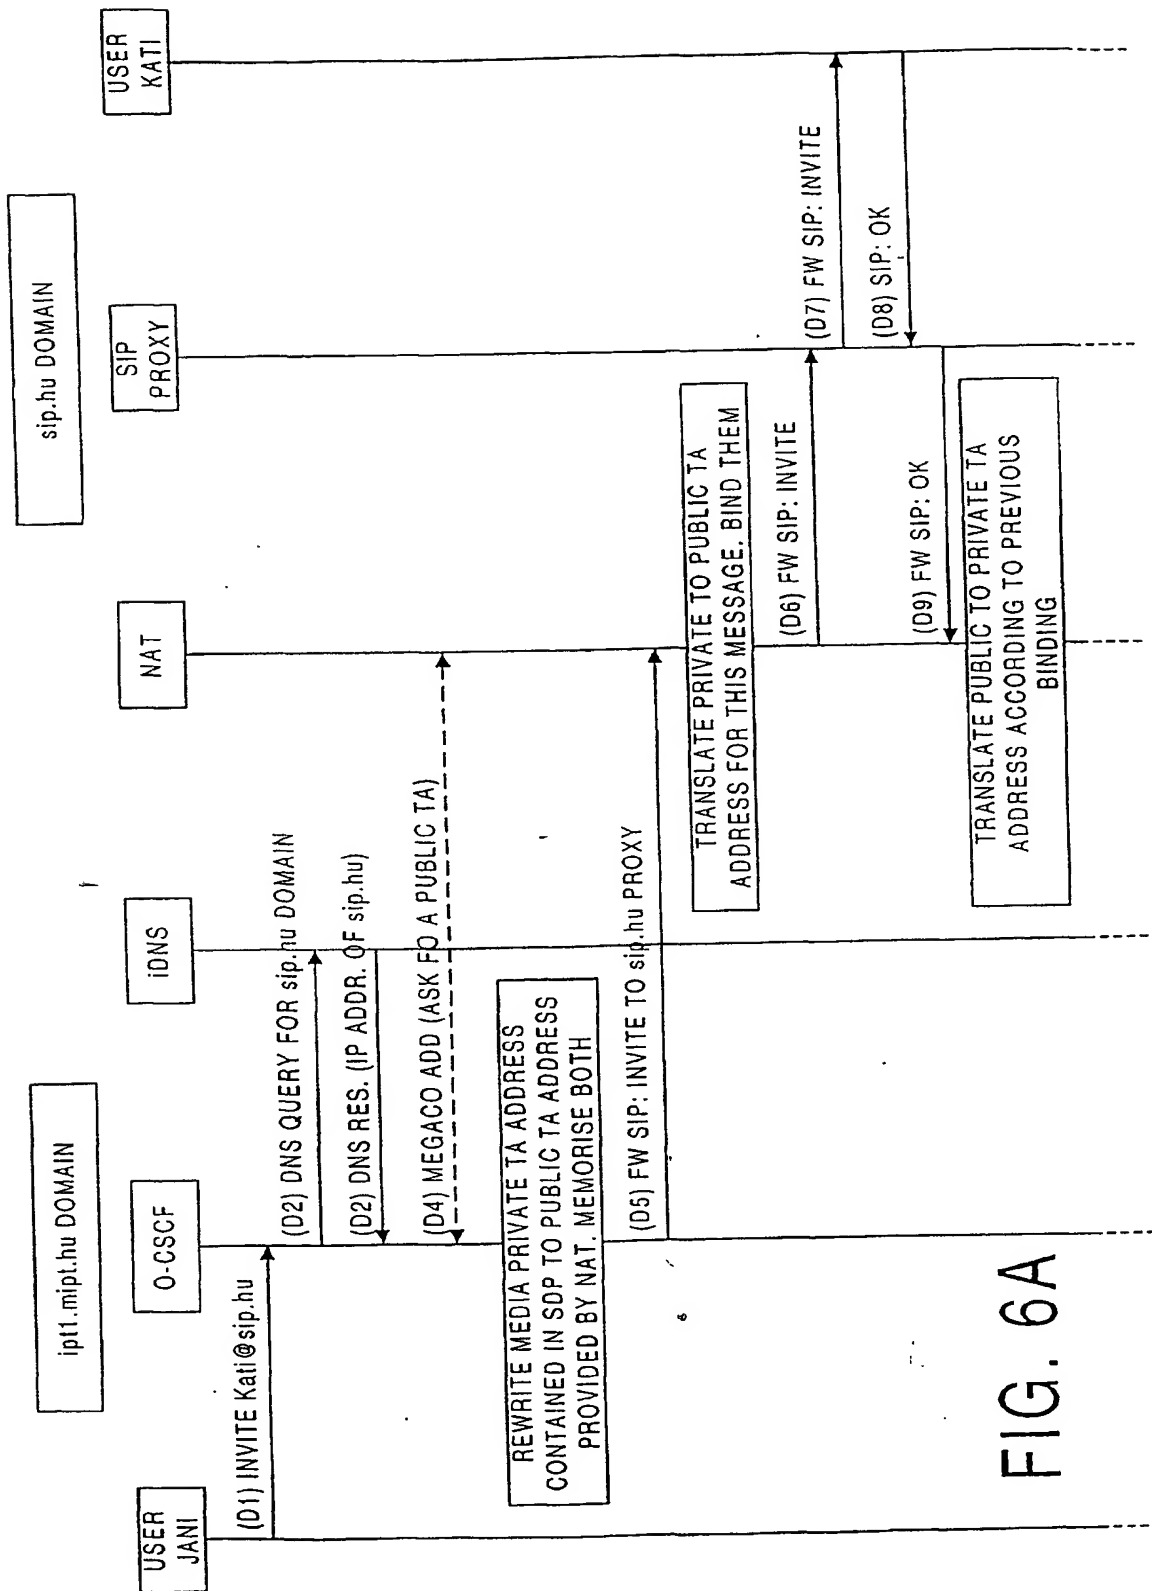 ipt1.mipt.hu DOMAIN
sip.hu DOMAIN
USER
JANI
O-CSCF
iDNS
NAT
SIP
PROXY
USER
KATI
(D1) INVITE Kati@sip.hu
(D2) DNS QUERY FOR sip.hu DOMAIN
(D2) DNS RES. (IP ADDR. OF sip.hu)
(D4) MEGACO ADD (ASK FO A PUBLIC TA)
REWRITE MEDIA PRIVATE TA ADDRESS
CONTAINED IN SDP TO PUBLIC TA ADDRESS
PROVIDED BY NAT. MEMORISE BOTH
(D5) FW SIP: INVITE TO sip.hu PROXY
TRANSLATE PRIVATE TO PUBLIC TA
ADDRESS FOR THIS MESSAGE. BIND THEM
(D6) FW SIP: INVITE
(D7) FW SIP: INVITE
(D8) SIP: OK
(D9) FW SIP: OK
TRANSLATE PUBLIC TO PRIVATE TA
ADDRESS ACCORDING TO PREVIOUS
BINDING
FIG. 6A